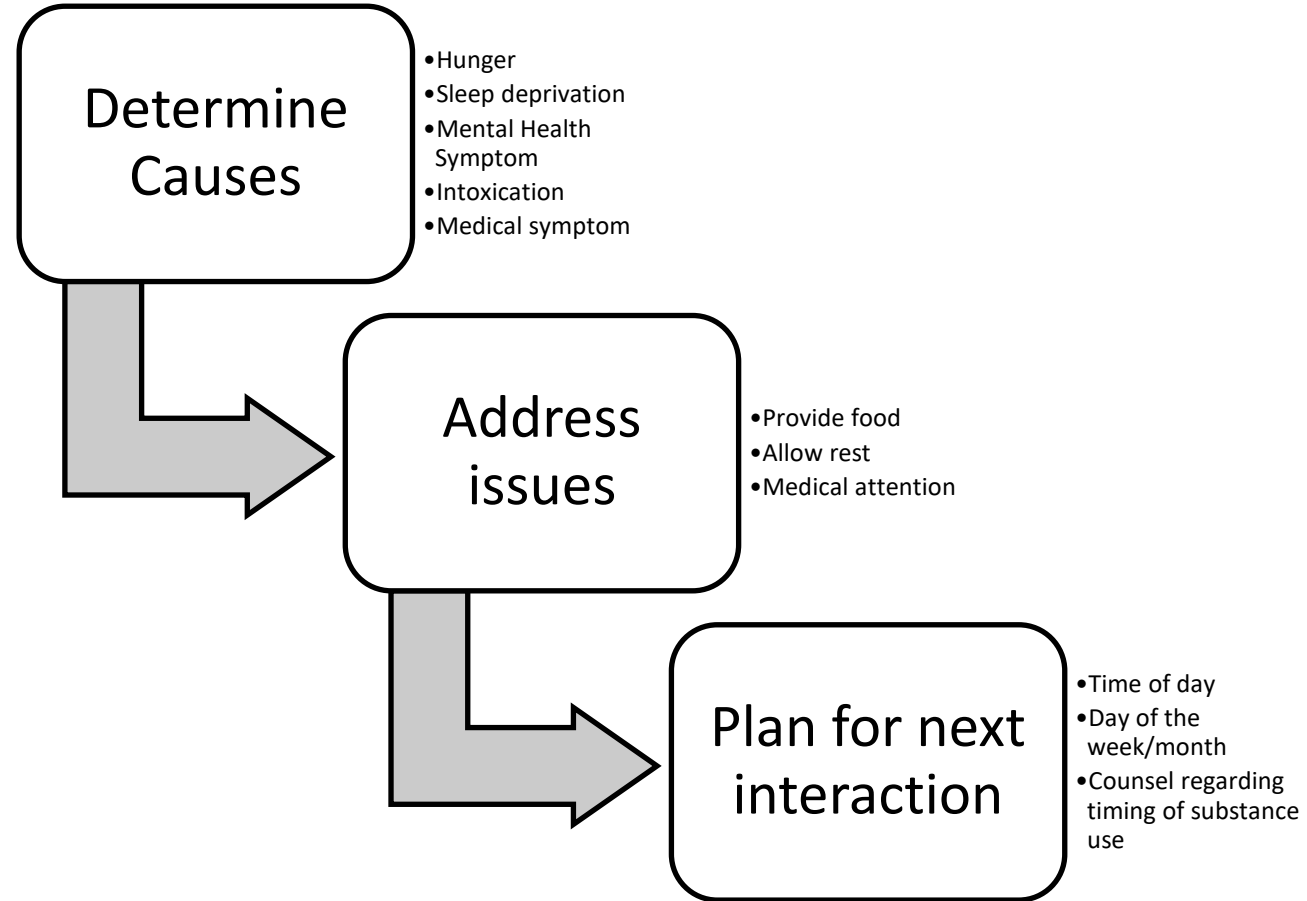 Determine
Causes
•Hunger
•Sleep deprivation
•Mental Health
Symptom
•Intoxication
•Medical symptom
Address
issues
•Provide food
•Allow rest
•Medical attention
Plan for next
interaction
•Time of day
•Day of the
week/month
•Counsel regarding
timing of substance
use